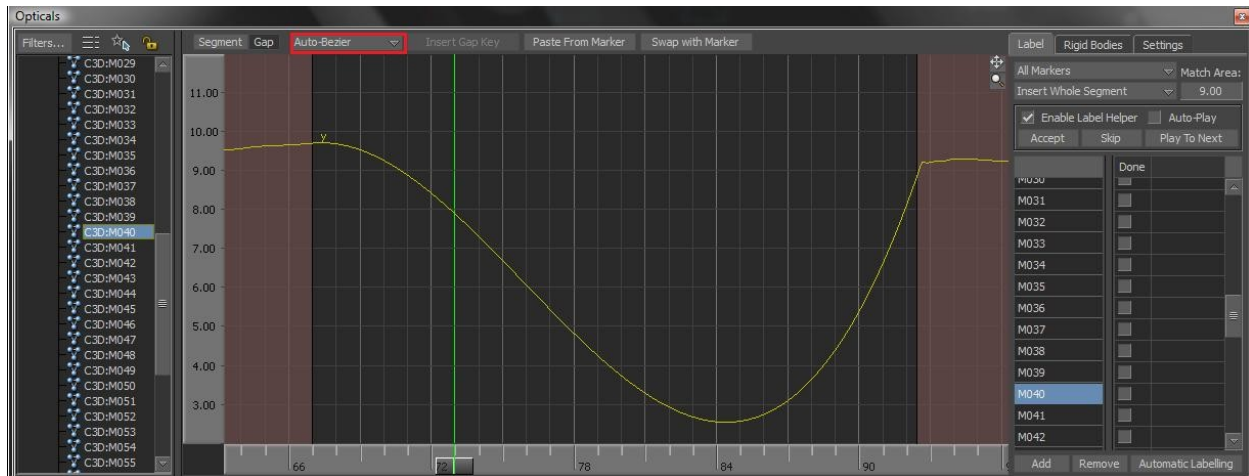 Opticals
Filters...
C3D:M029
C3D:M030
C3D:M031
C3D:M032
C3D:M033
C3D:M034
C3D:M035
C3D:M036
C3D:M037
C3D:M038
C3D:M039
C3D:M040
C3D:M041
C3D:M042
C3D:M043
C3D:M044
C3D:M045
C3D:M046
C3D:M047
C3D:M048
C3D:M049
C3D:M050
C3D:M051
C3D:M052
C3D:M053
C3D:M054
C3D:M055
Segment Gap Auto-Bezier Insert Gap Key Paste From Marker Swap with Marker
11.00
10.00
9.00
8.00
7.00
6.00
5.00
4.00
3.00
y
66 72 78 84 90
Label Rigid Bodies Settings
All Markers Match Area:
Insert Whole Segment 9.00
Enable Label Helper Auto-Play
Accept Skip Play To Next
Done
M030
M031
M032
M033
M034
M035
M036
M037
M038
M039
M040
M041
M042
Add Remove Automatic Labelling